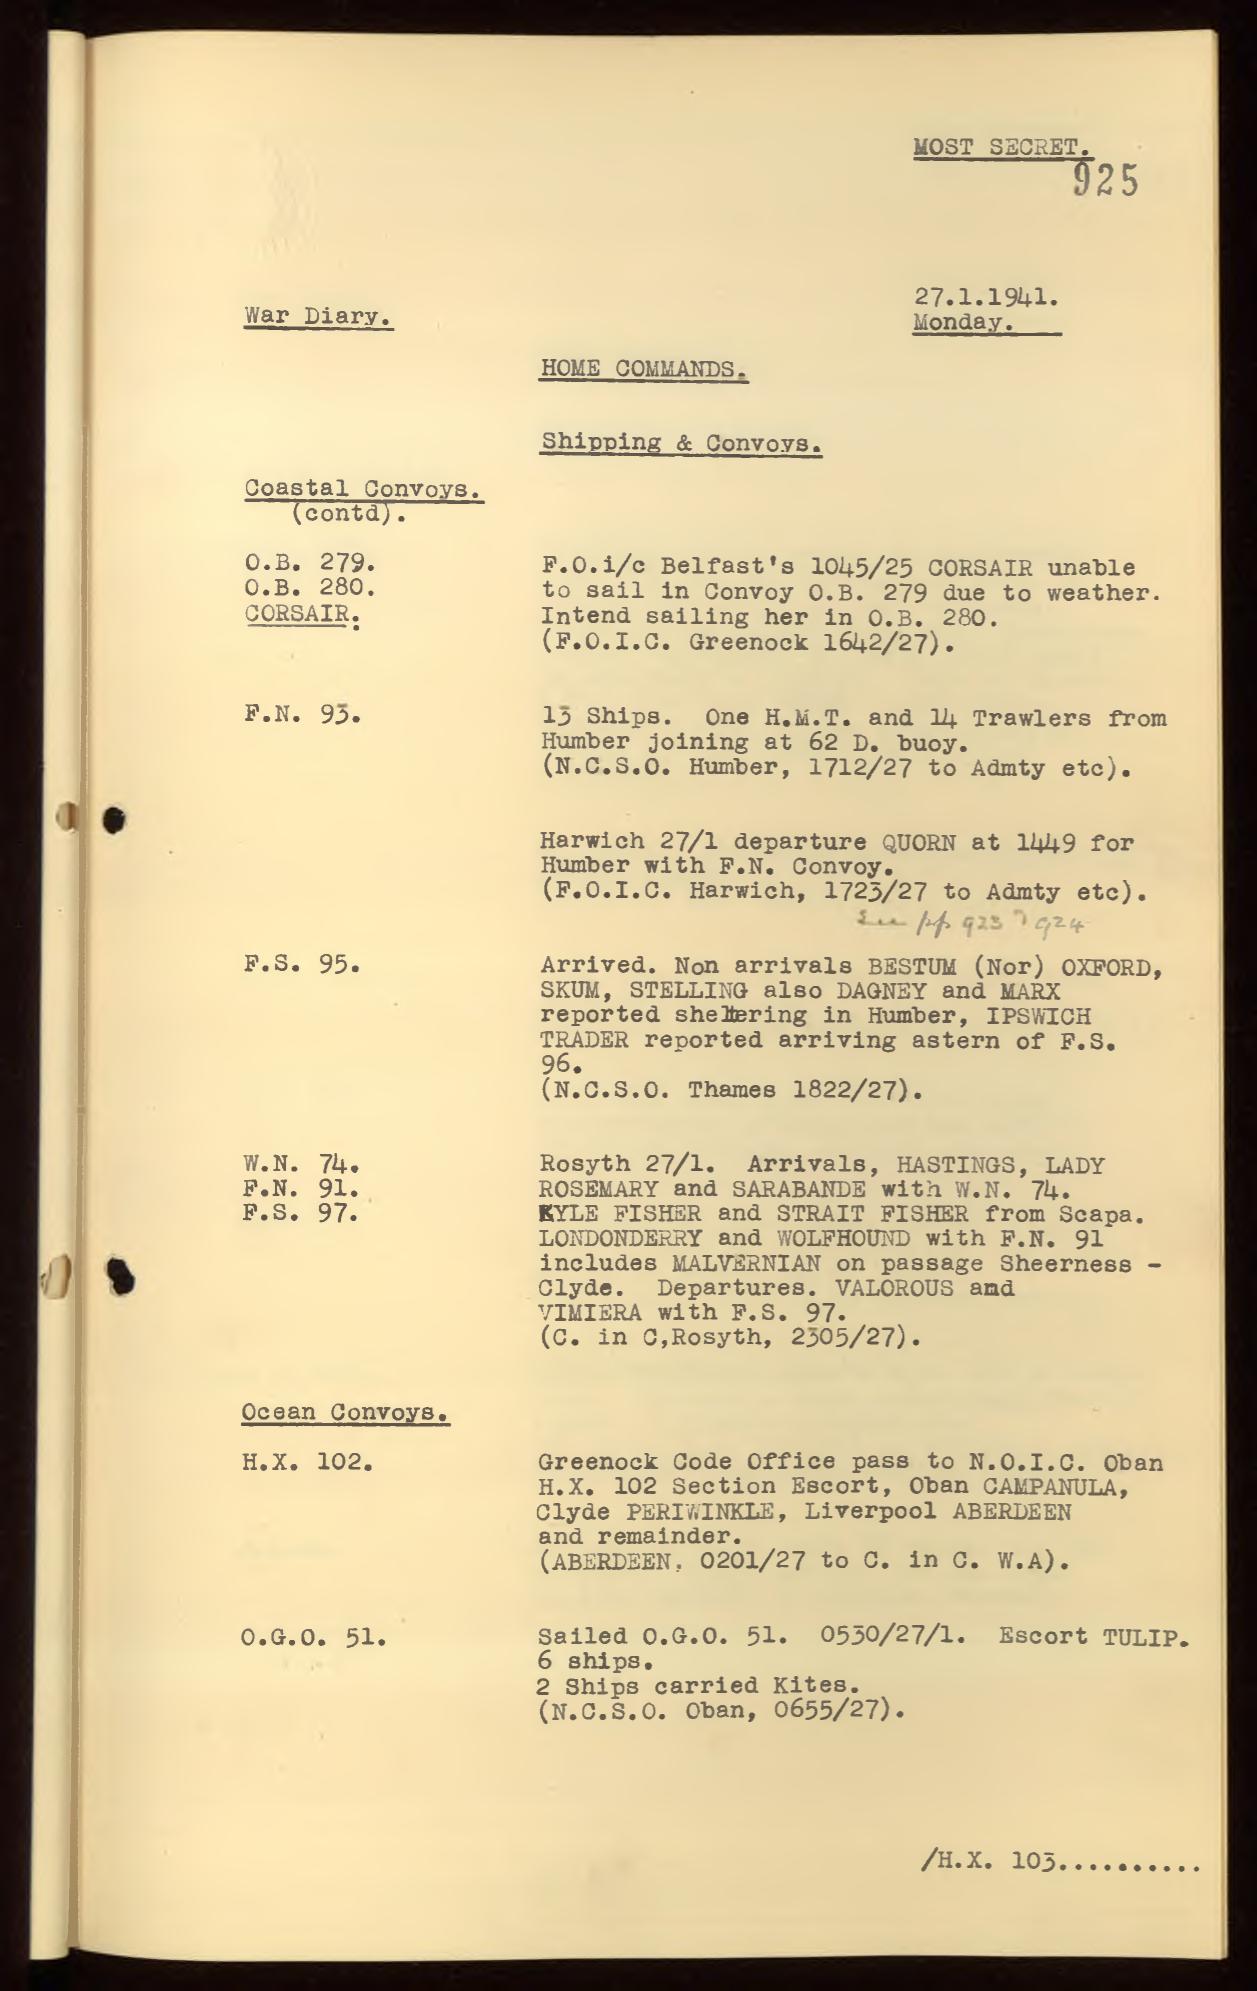 MOST SECRET.
925
27.1.1941.
War Diary.
Monday.
HOME COMMANDS.
Shipping & Convoys.
Coastal Convoys.
(contd).
O.B. 279.
O.B. 280.
CORSAIR.
F.O.i/c Belfast's 1045/25 CORSAIR unable
to sail in Convoy O.B. 279 due to weather.
Intend sailing her in O.B. 280.
(F.O.I.C. Greenock 1642/27).
F.N. 93.
13 Ships. One H.M.T. and 14 Trawlers from
Humber joining at 62 D. buoy.
(N.C.S.O. Humber, 1712/27 to Admty etc).
Harwich 27/1 departure QUORN at 1449 for
Humber with F.N. Convoy.
(F.O.I.C. Harwich, 1723/27 to Admty etc).
See pp 923 924
F.S. 95.
Arrived. Non arrivals BESTUM (Nor) OXFORD,
SKUM, STELLING also DAGNEY and MARX
reported sheltering in Humber, IPSWICH
TRADER reported arriving astern of F.S.
96.
(N.C.S.O. Thames 1822/27).
W.N. 74.
F.N. 91.
F.S. 97.
Rosyth 27/1. Arrivals, HASTINGS, LADY
ROSEMARY and SARABANDE with W.N. 74.
KYLE FISHER and STRAIT FISHER from Scapa.
LONDONDERRY and WOLFHOUND with F.N. 91
includes MALVERNIAN on passage Sheerness -
Clyde. Departures. VALOROUS and
VIMIERA with F.S. 97.
(C. in C,Rosyth, 2305/27).
Ocean Convoys.
H.X. 102.
Greenock Code Office pass to N.O.I.C. Oban
H.X. 102 Section Escort, Oban CAMPANULA,
Clyde PERIWINKLE, Liverpool ABERDEEN
and remainder.
(ABERDEEN, 0201/27 to C. in C. W.A).
O.G.O. 51.
Sailed O.G.O. 51. 0530/27/1. Escort TULIP.
6 ships.
2 Ships carried Kites.
(N.C.S.O. Oban, 0655/27).
/H.X. 103...........